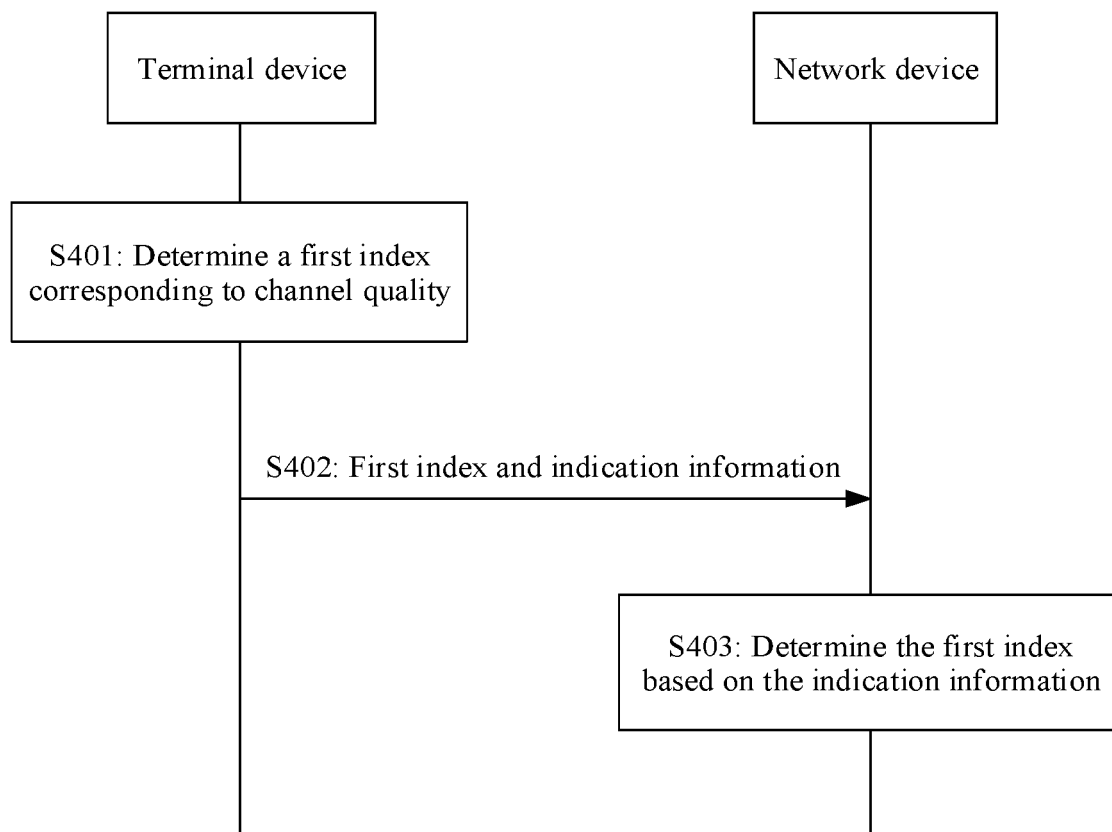 Terminal device
Network device
S401: Determine a first index
corresponding to channel quality
S402: First index and indication information
S403: Determine the first index
based on the indication information